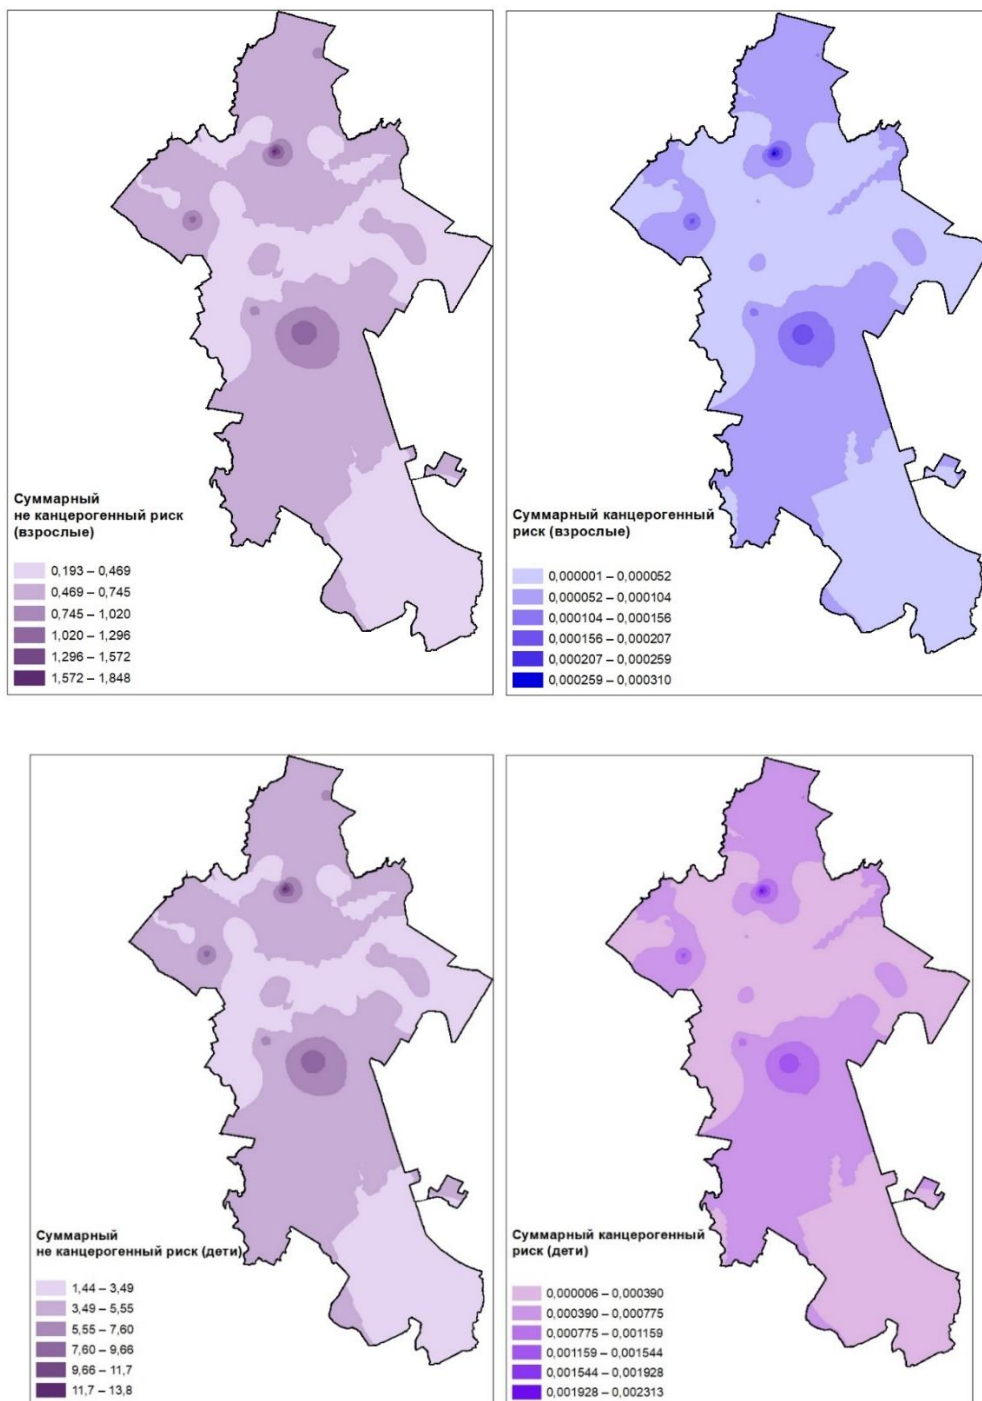 Суммарный
не канцерогенный риск
(взрослые)
0,193 – 0,469
0,469 – 0,745
0,745 – 1,020
1,020 – 1,296
1,296 – 1,572
1,572 – 1,848
Суммарный канцерогенный
риск (взрослые)
0,000001 – 0,000052
0,000052 – 0,000104
0,000104 – 0,000156
0,000156 – 0,000207
0,000207 – 0,000259
0,000259 – 0,000310
Суммарный
не канцерогенный риск (дети)
1,44 – 3,49
3,49 – 5,55
5,55 – 7,60
7,60 – 9,66
9,66 – 11,7
11,7 – 13,8
Суммарный канцерогенный
риск (дети)
0,000006 – 0,000390
0,000390 – 0,000775
0,000775 – 0,001159
0,001159 – 0,001544
0,001544 – 0,001928
0,001928 – 0,002313